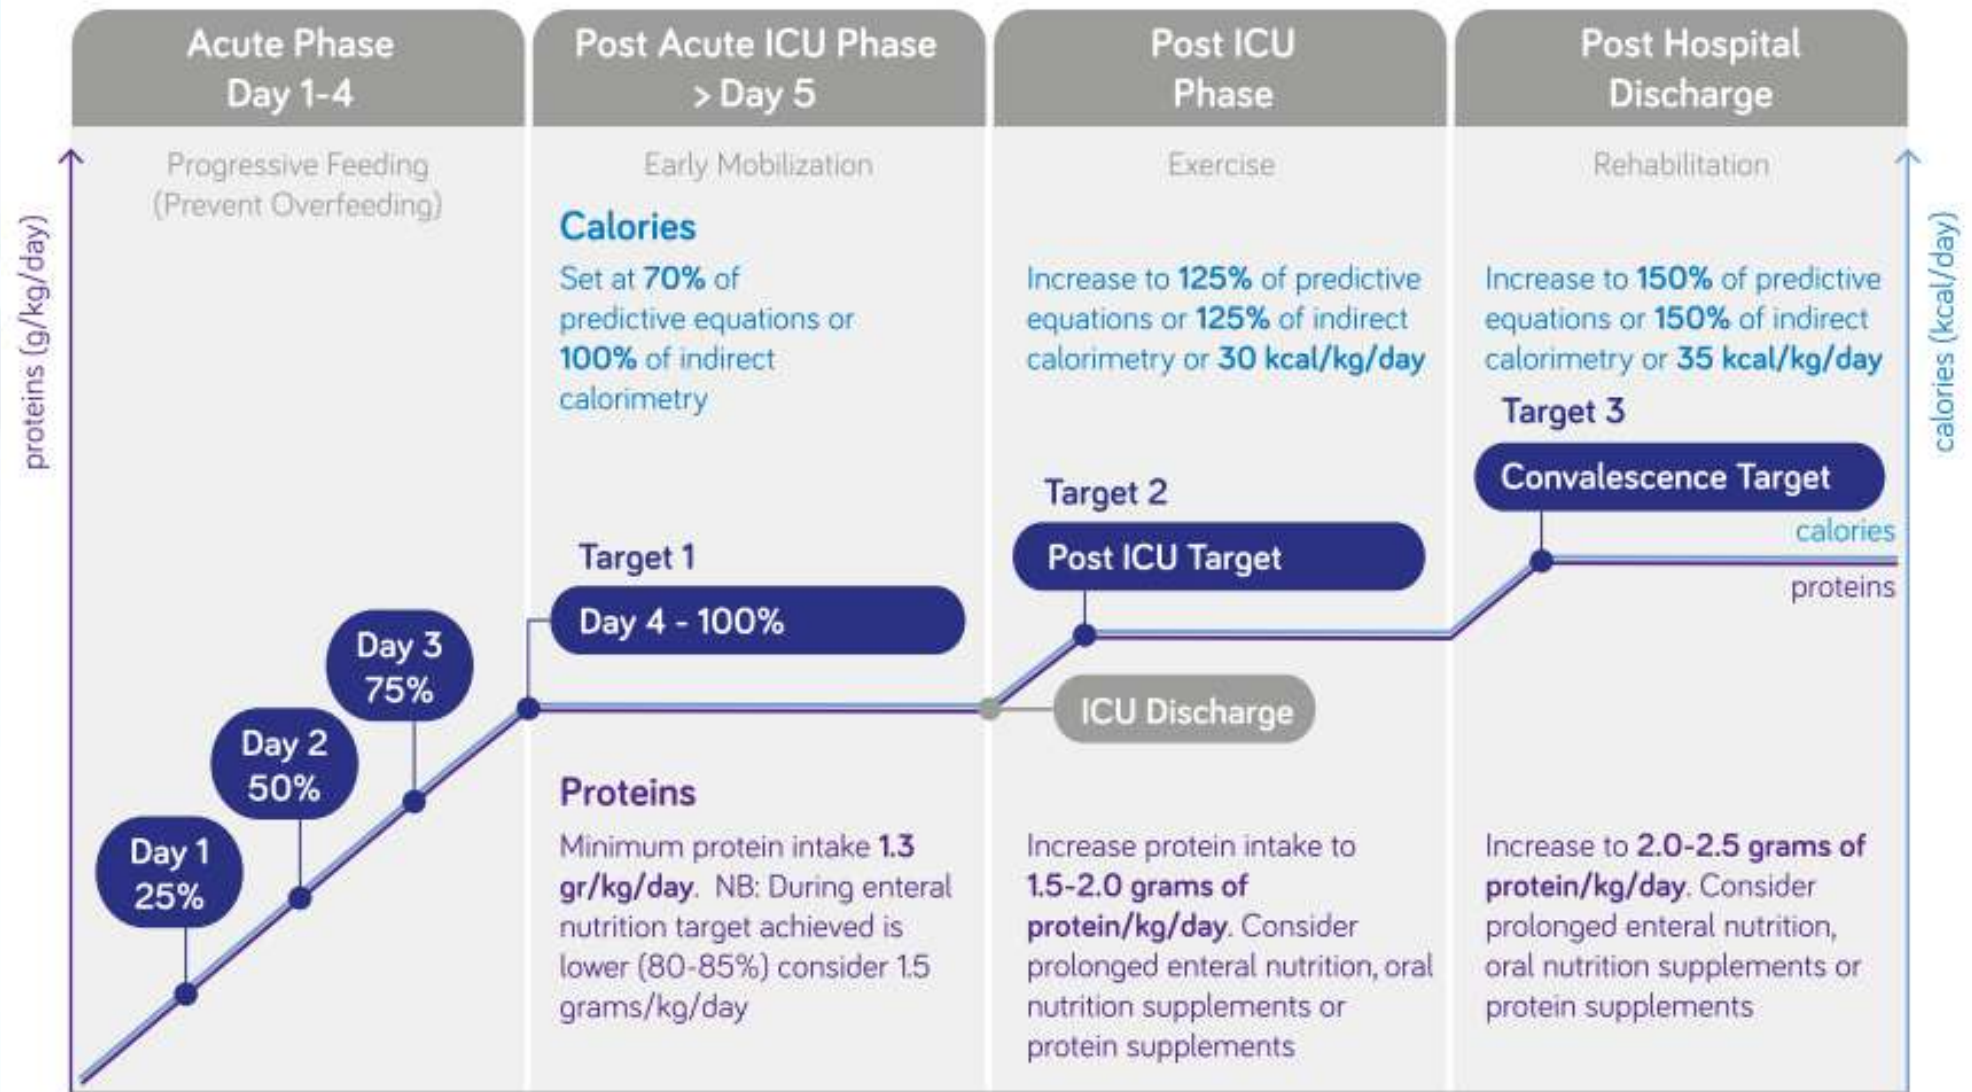 Acute Phase
Day 1-4
Post Acute ICU Phase
> Day 5
Post ICU
Phase
Post Hospital
Discharge
proteins (g/kg/day)
calories (kcal/day)
Progressive Feeding
(Prevent Overfeeding)
Early Mobilization
Exercise
Rehabilitation
Calories
Set at 70% of
predictive equations or
100% of indirect
calorimetry
Increase to 125% of predictive
equations or 125% of indirect
calorimetry or 30 kcal/kg/day
Increase to 150% of predictive
equations or 150% of indirect
calorimetry or 35 kcal/kg/day
Target 3
Convalescence Target
Target 2
Post ICU Target
Target 1
Day 4 - 100%
calories
proteins
Day 3
75%
Day 2
50%
Day 1
25%
ICU Discharge
Proteins
Minimum protein intake 1.3
gr/kg/day. NB: During enteral
nutrition target achieved is
lower (80-85%) consider 1.5
grams/kg/day
Increase protein intake to
1.5-2.0 grams of
protein/kg/day. Consider
prolonged enteral nutrition, oral
nutrition supplements or
protein supplements
Increase to 2.0-2.5 grams of
protein/kg/day. Consider
prolonged enteral nutrition,
oral nutrition supplements or
protein supplements